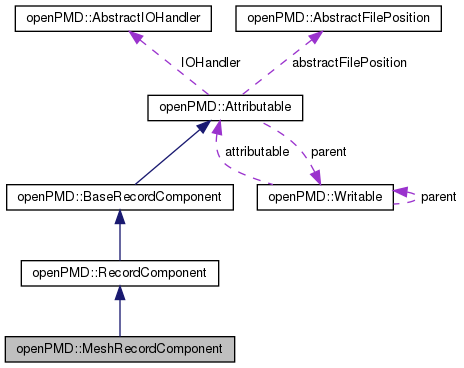 openPMD::AbstractIOHandler
openPMD::AbstractFilePosition
IOHandler
abstractFilePosition
openPMD::Attributable
attributable
parent
openPMD::BaseRecordComponent
openPMD::Writable
parent
openPMD::RecordComponent
openPMD::MeshRecordComponent